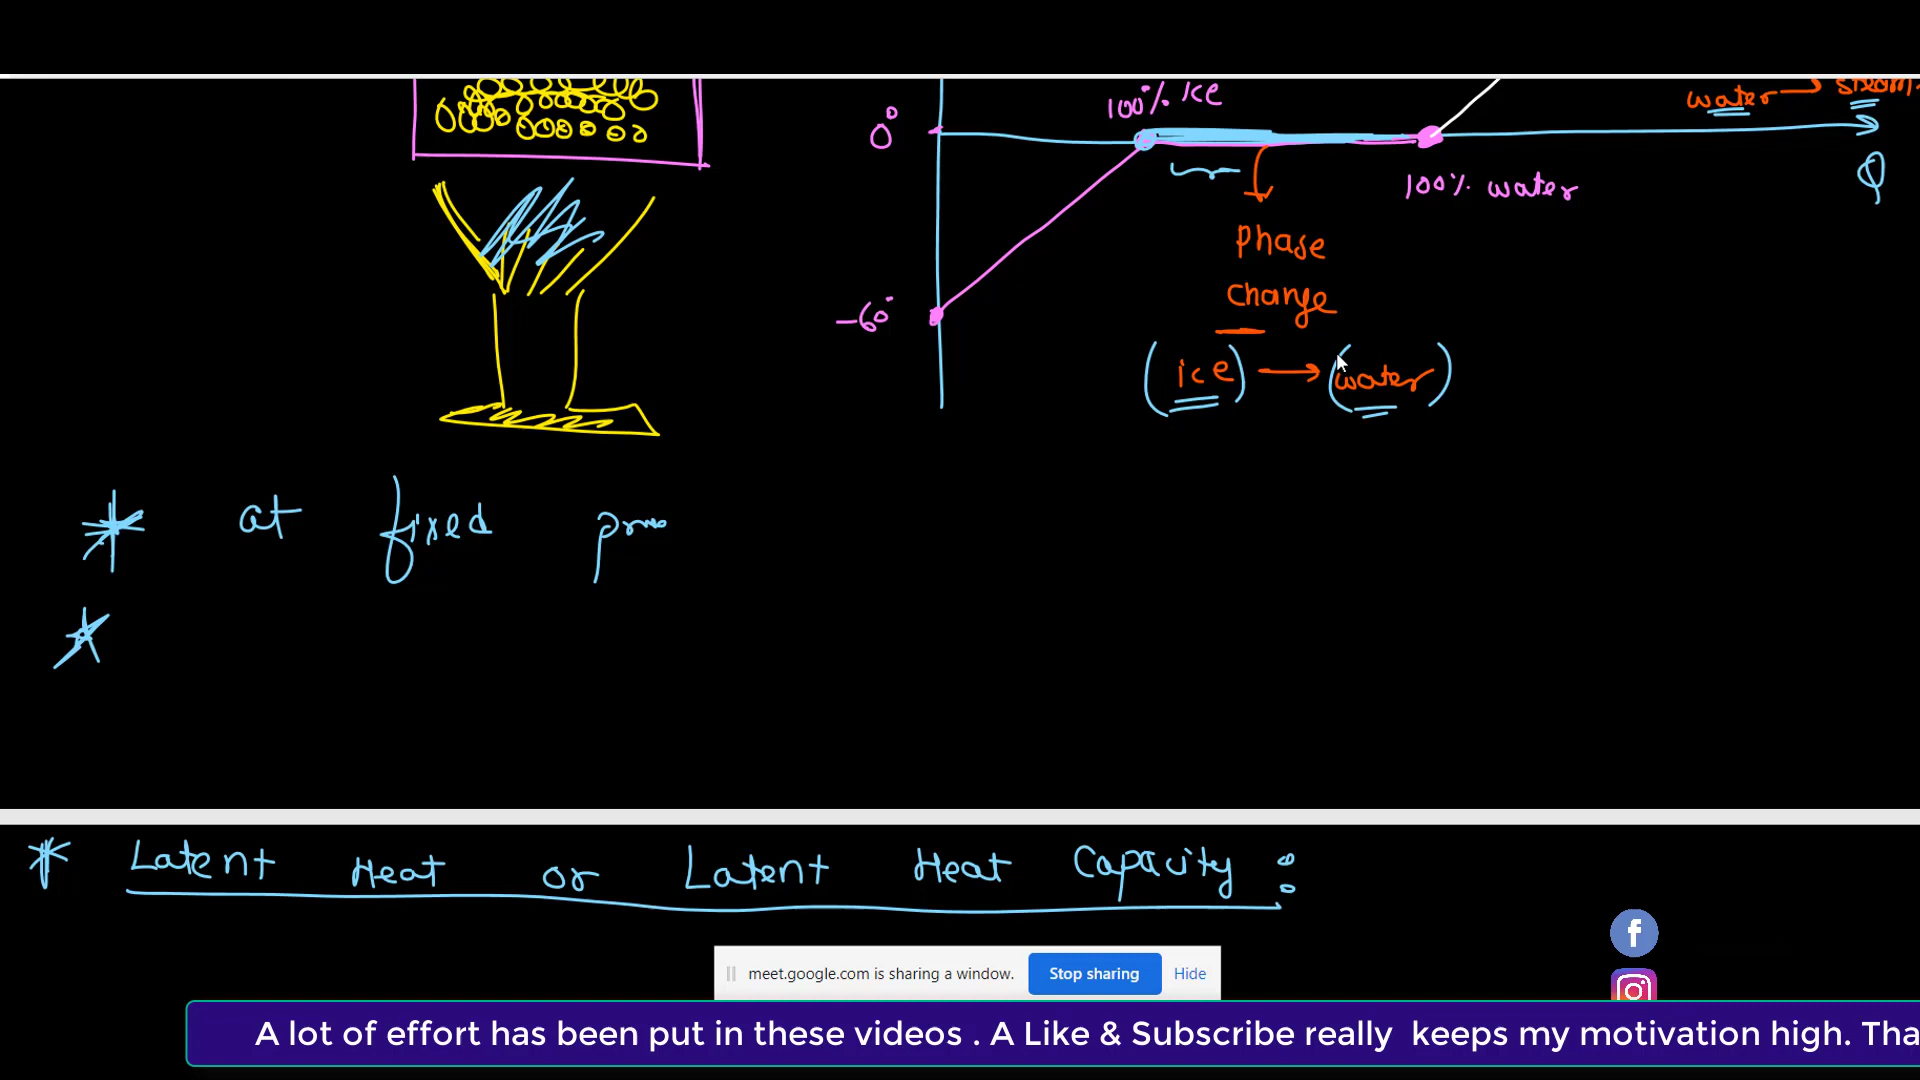 100% Ice
water → steam
0°
Q
100% water
Phase
Change
-60°
(ice) → (water)
* at fixed
* Latent Heat or Latent Heat Capacity :
meet.google.com is sharing a window. Stop sharing Hide
A lot of effort has been put in these videos . A Like & Subscribe really keeps my motivation high. Tha